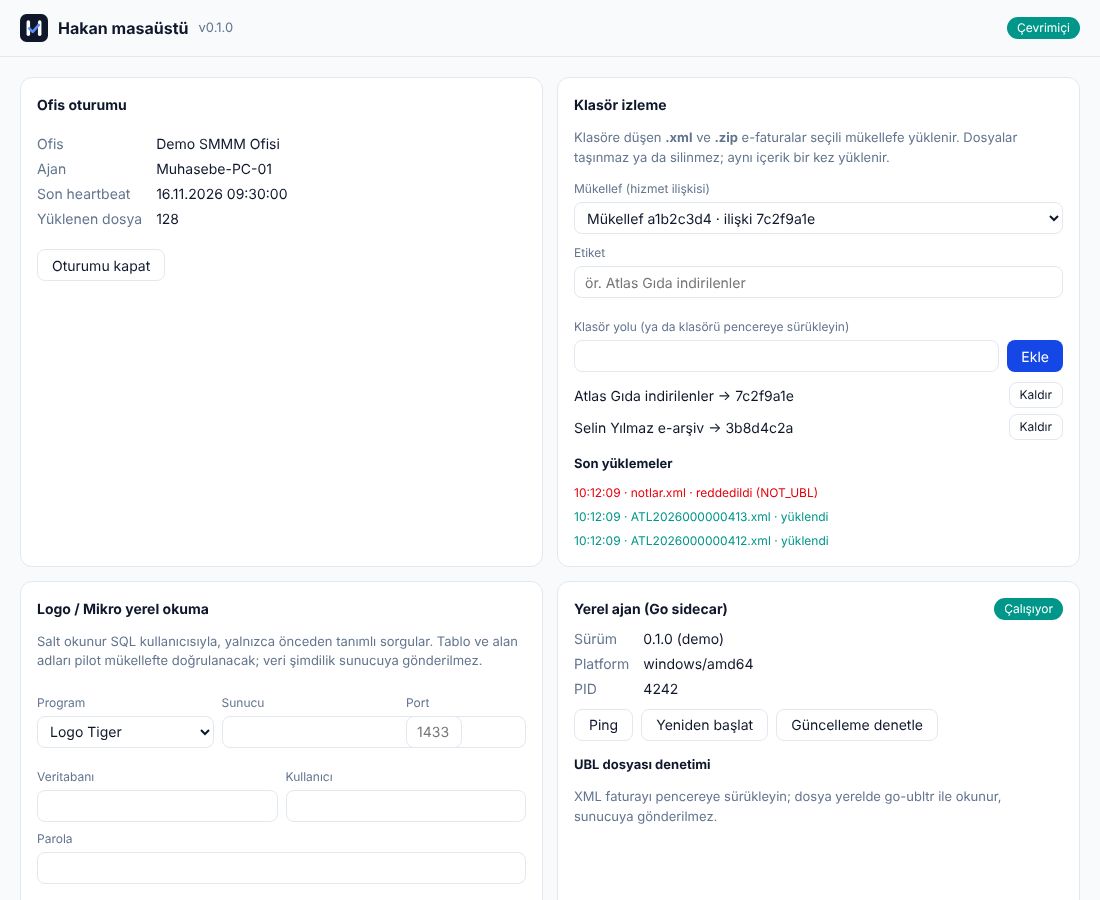 Hakan masaüstü v0.1.0
Çevrimiçi
Ofis oturumu
Ofis Demo SMMM Ofisi
Ajan Muhasebe-PC-01
Son heartbeat 16.11.2026 09:30:00
Yüklenen dosya 128
Oturumu kapat
Klasör izleme
Klasöre düşen .xml ve .zip e-faturalar seçili mükellefe yüklenir. Dosyalar
taşınmaz ya da silinmez; aynı içerik bir kez yüklenir.
Mükellef (hizmet ilişkisi)
Mükellef a1b2c3d4 · ilişki 7c2f9a1e
Etiket
ör. Atlas Gıda indirilenler
Klasör yolu (ya da klasörü pencereye sürükleyin)
Ekle
Atlas Gıda indirilenler → 7c2f9a1e Kaldır
Selin Yılmaz e-arşiv → 3b8d4c2a Kaldır
Son yüklemeler
10:12:09 · notlar.xml · reddedildi (NOT_UBL)
10:12:09 · ATL2026000000413.xml · yüklendi
10:12:09 · ATL2026000000412.xml · yüklendi
Logo / Mikro yerel okuma
Salt okunur SQL kullanıcısıyla, yalnızca önceden tanımlı sorgular. Tablo ve alan
adları pilot mükellefte doğrulanacak; veri şimdilik sunucuya gönderilmez.
Program Sunucu Port
Logo Tiger 1433
Veritabanı Kullanıcı
Parola
Yerel ajan (Go sidecar) Çalışıyor
Sürüm 0.1.0 (demo)
Platform windows/amd64
PID 4242
Ping Yeniden başlat Güncelleme denetle
UBL dosyası denetimi
XML faturayı pencereye sürükleyin; dosya yerelde go-ubltr ile okunur,
sunucuya gönderilmez.